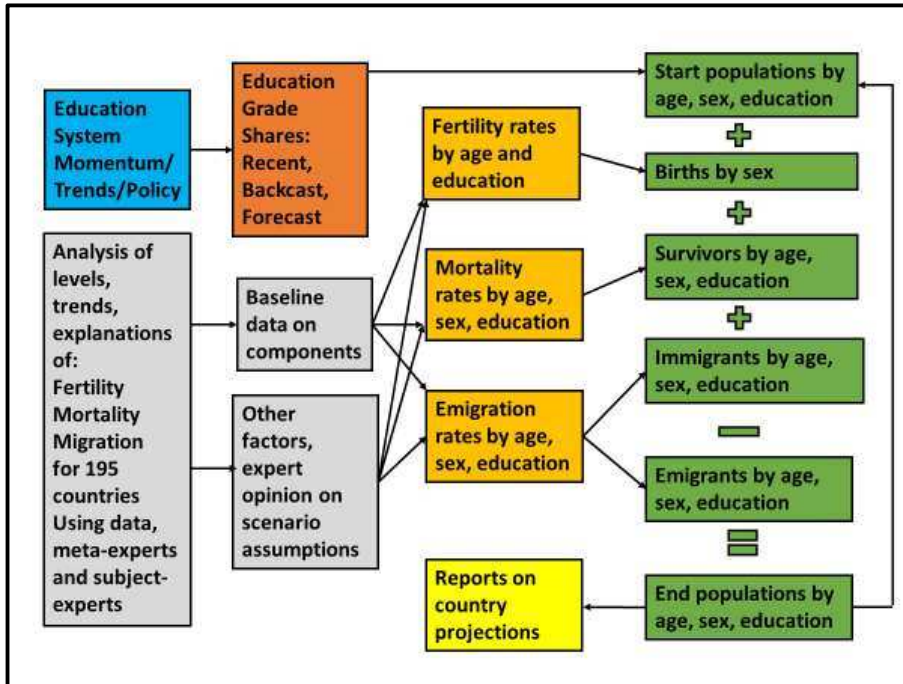 Education
System
Momentum/
Trends/Policy
Education
Grade
Shares:
Recent,
Backcast,
Forecast
Analysis of
levels,
trends,
explanations
of:
Fertility
Mortality
Migration
for 195
countries
Using data,
meta-experts
and subject-
experts
Baseline
data on
components
Other
factors,
expert
opinion on
scenario
assumptions
Fertility rates
by age and
education
Mortality
rates by age,
sex, education
Emigration
rates by age,
sex, education
Reports on
country
projections
Start populations by
age, sex, education
+
Births by sex
+
Survivors by age,
sex, education
+
Immigrants by age,
sex, education
−
Emigrants by age,
sex, education
=
End populations by
age, sex, education